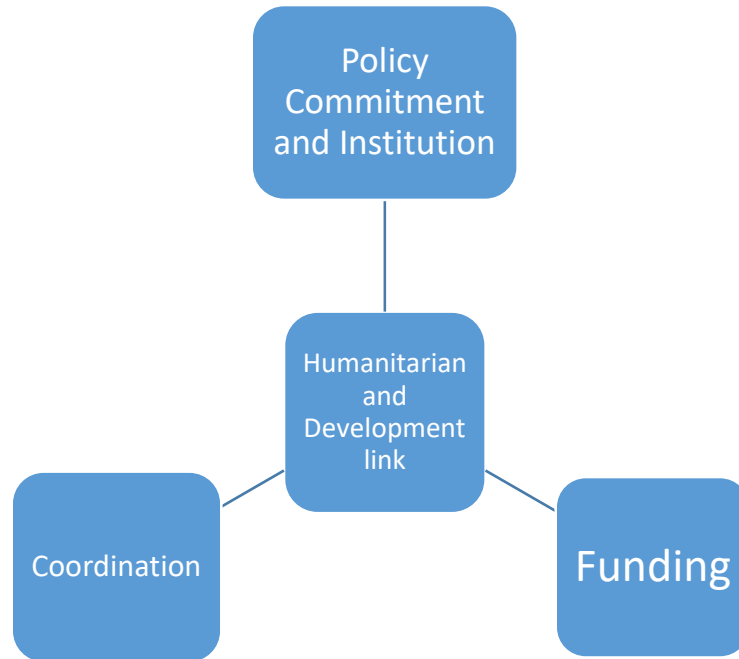 Policy
Commitment
and Institution
Humanitarian
and
Development
link
Coordination
Funding